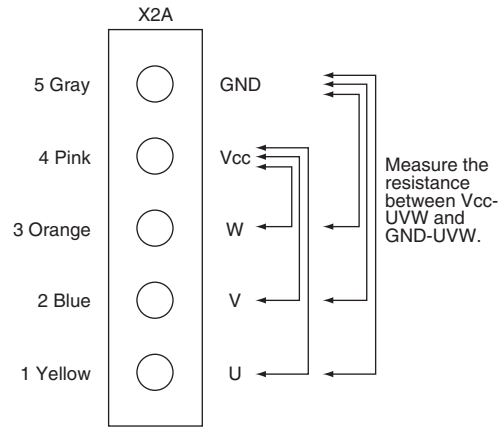 X2A
5 Gray GND
4 Pink Vcc
3 Orange W
2 Blue V
1 Yellow U
Measure the
resistance
between Vcc-
UVW and
GND-UVW.